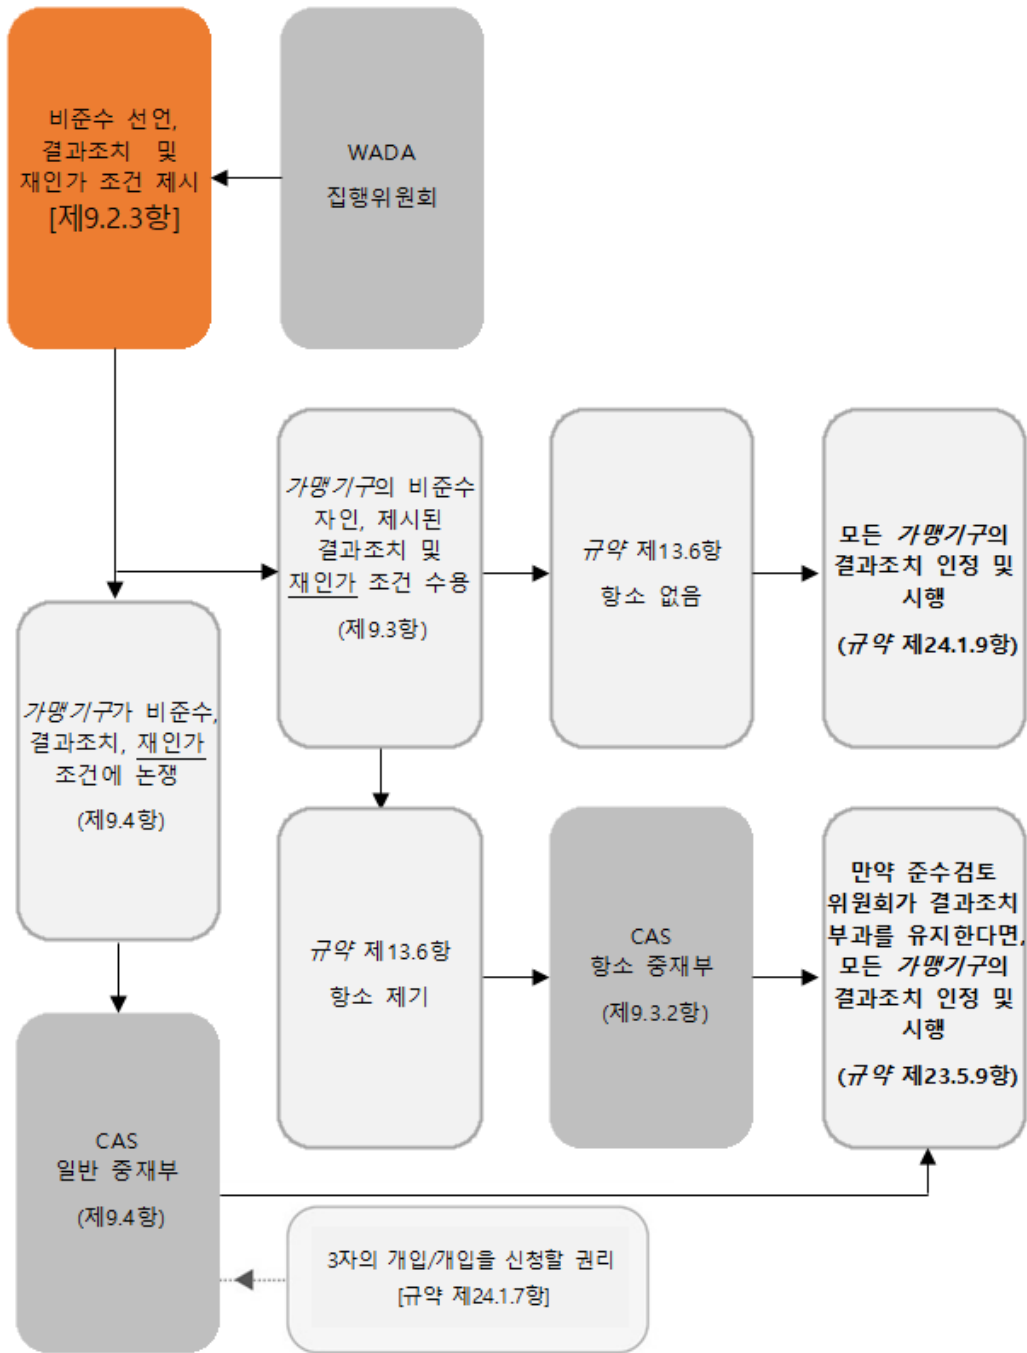 비준수 선언,
결과조치 및
재인가 조건 제시
[제9.2.3항]
WADA
집행위원회
가맹기구의 비준수
자인, 제시된
결과조치 및
재인가 조건 수용
(제9.3항)
규약 제13.6항
항소 없음
모든 가맹기구의
결과조치 인정 및
시행
(규약 제24.1.9항)
가맹기구가 비준수,
결과조치, 재인가
조건에 논쟁
(제9.4항)
규약 제13.6항
항소 제기
CAS
항소 중재부
(제9.3.2항)
만약 준수검토
위원회가 결과조치
부과를 유지한다면,
모든 가맹기구의
결과조치 인정 및
시행
(규약 제23.5.9항)
CAS
일반 중재부
(제9.4항)
3자의 개입/개입을 신청할 권리
[규약 제24.1.7항]